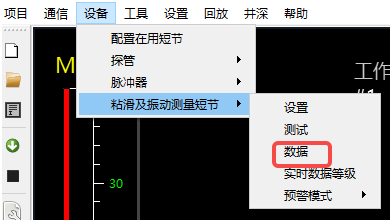 项目 通信 设备 工具 设置 回放 井深 帮助
配置在用短节
探管
脉冲器
粘滑及振动测量短节
设置
测试
数据
实时数据等级
预警模式
M
工作
30